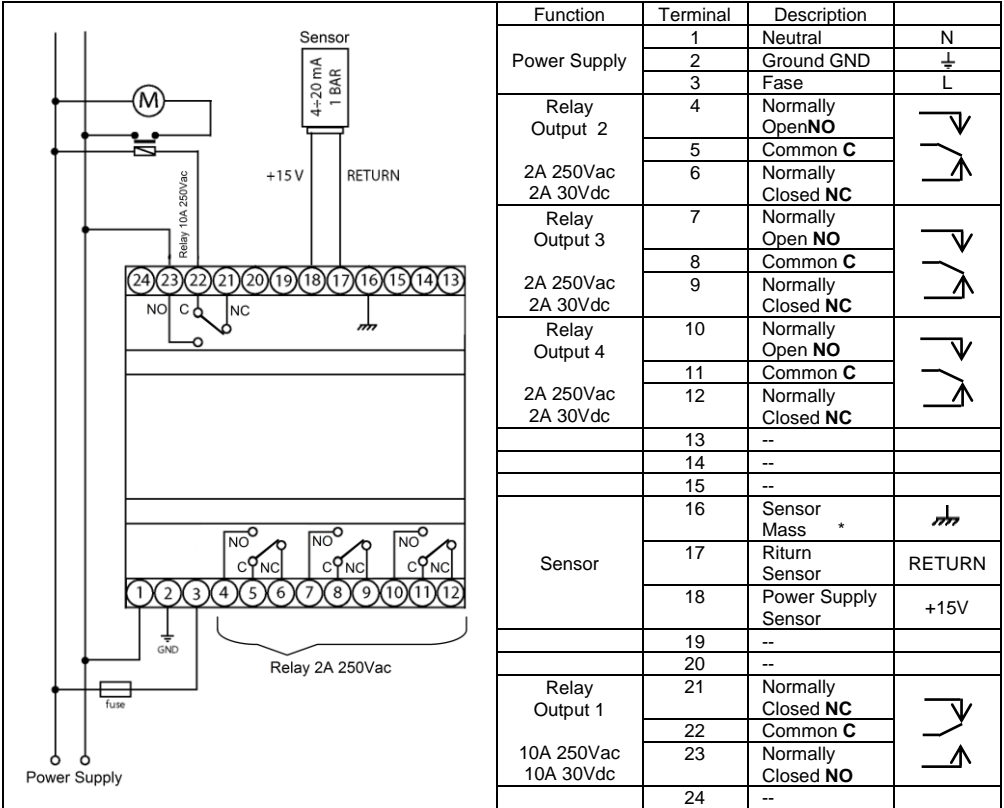 Sensor
4÷20 mA
1 BAR
M
+15 V RETURN
Relay 10A 250Vac
24 23 22 21 20 19 18 17 16 15 14 13
NO C NC
NO NO NO
C NC C NC C NC
1 2 3 4 5 6 7 8 9 10 11 12
GND
Relay 2A 250Vac
fuse
Power Supply
Function Terminal Description
Power Supply 1 Neutral N
2 Ground GND
3 Fase L
Relay 4 Normally
Output 2 OpenNO
5 Common C
2A 250Vac 6 Normally
2A 30Vdc Closed NC
Relay 7 Normally
Output 3 Open NO
8 Common C
2A 250Vac 9 Normally
2A 30Vdc Closed NC
Relay 10 Normally
Output 4 Open NO
11 Common C
2A 250Vac 12 Normally
2A 30Vdc Closed NC
13 --
14 --
15 --
Sensor 16 Sensor
Mass *
17 Riturn RETURN
Sensor
18 Power Supply +15V
Sensor
19 --
20 --
Relay 21 Normally
Output 1 Closed NC
22 Common C
10A 250Vac 23 Normally
10A 30Vdc Closed NO
24 --